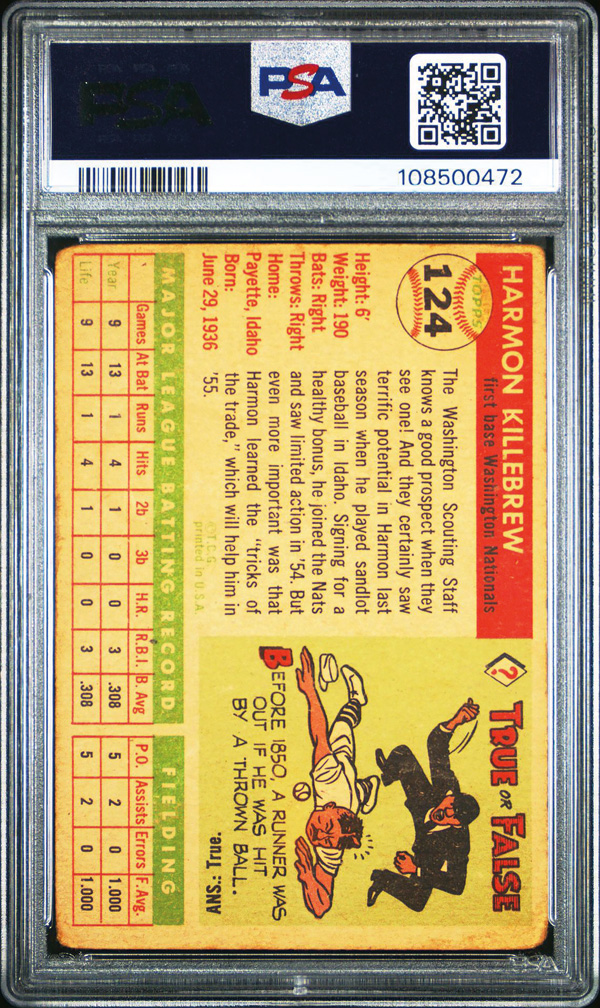 PSA
PSA
108500472
HARMON KILLEBREW
first base Washington Nationals
TOPPS
124
Height: 6'
Weight: 190
Bats: Right
Throws: Right
Home:
Payette, Idaho
Born:
June 29, 1936
The Washington Scouting Staff
knows a good prospect when they
see one! And they certainly saw
terrific potential in Harmon last
season when he played sandlot
baseball in Idaho. Signing for a
healthy bonus, he joined the Nats
and saw limited action in '54. But
even more important was that
Harmon learned the "tricks of
the trade," which will help him in
'55.
©T.C.G.
printed in U.S.A.
? TRUE OR FALSE
BEFORE 1850, A RUNNER WAS
OUT IF HE WAS HIT
BY A THROWN BALL.
ANS.: True.
MAJOR LEAGUE BATTING RECORD FIELDING
Games At Bat Runs Hits 2b 3b H.R. R.B.I. B. Avg P.O. Assists Errors F. Avg.
Year 9 13 1 4 1 0 0 3 .308 5 2 0 1.000
Life 9 13 1 4 1 0 0 3 .308 5 2 0 1.000
PSA